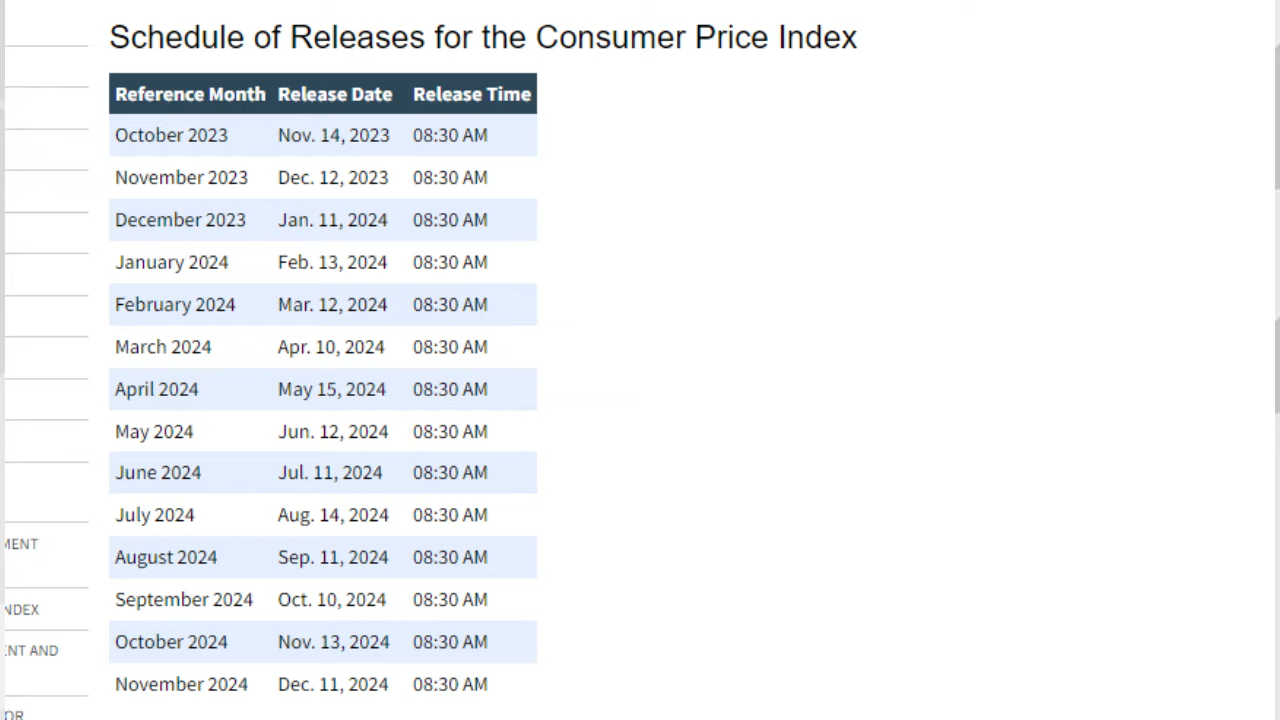 Schedule of Releases for the Consumer Price Index
Reference Month Release Date Release Time
October 2023 Nov. 14, 2023 08:30 AM
November 2023 Dec. 12, 2023 08:30 AM
December 2023 Jan. 11, 2024 08:30 AM
January 2024 Feb. 13, 2024 08:30 AM
February 2024 Mar. 12, 2024 08:30 AM
March 2024 Apr. 10, 2024 08:30 AM
April 2024 May 15, 2024 08:30 AM
May 2024 Jun. 12, 2024 08:30 AM
June 2024 Jul. 11, 2024 08:30 AM
July 2024 Aug. 14, 2024 08:30 AM
August 2024 Sep. 11, 2024 08:30 AM
September 2024 Oct. 10, 2024 08:30 AM
October 2024 Nov. 13, 2024 08:30 AM
November 2024 Dec. 11, 2024 08:30 AM
MENT
NDEX
ENT AND
OR